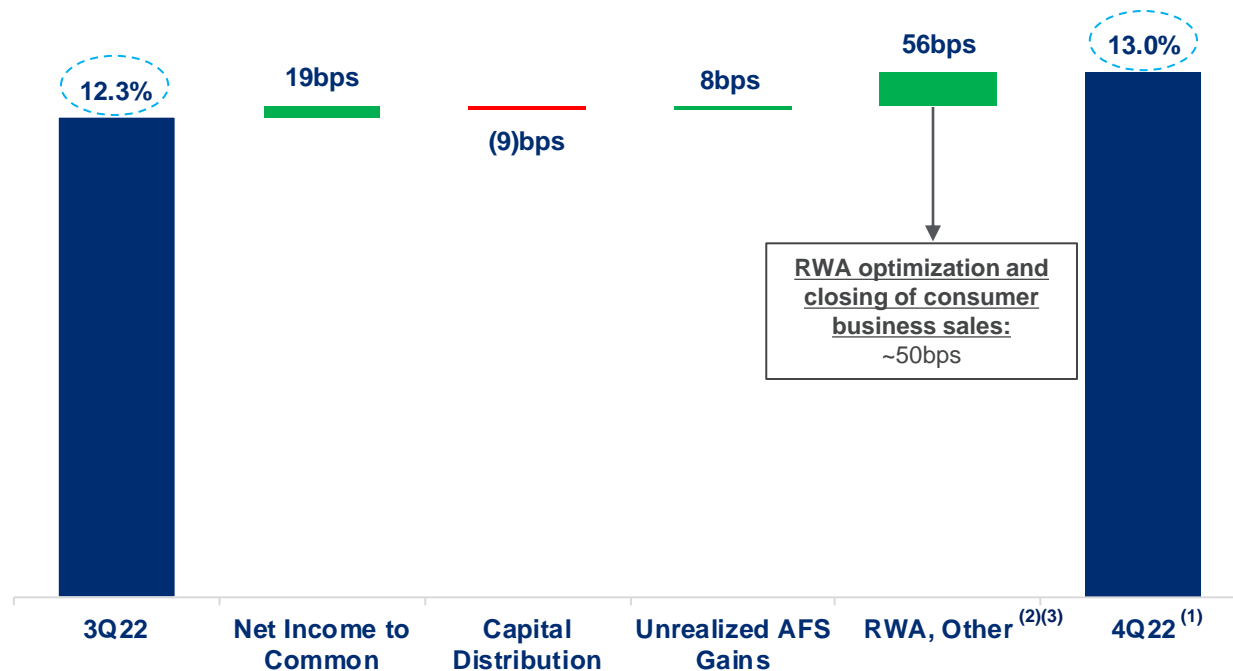 12.3%
19bps
(9)bps
8bps
56bps
13.0%
RWA optimization and
closing of consumer
business sales:
~50bps
3Q22
Net Income to
Common
Capital
Distribution
Unrealized AFS
Gains
RWA, Other (2)(3)
4Q22 (1)